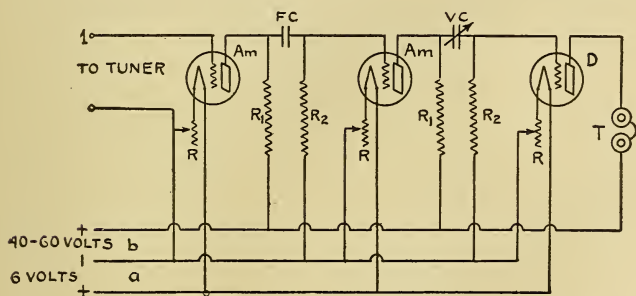 FC
VC
1
Am
Am
D
TO TUNER
R1
R2
R1
R2
T
R
R
R
+
40-60 VOLTS b
-
6 VOLTS a
+